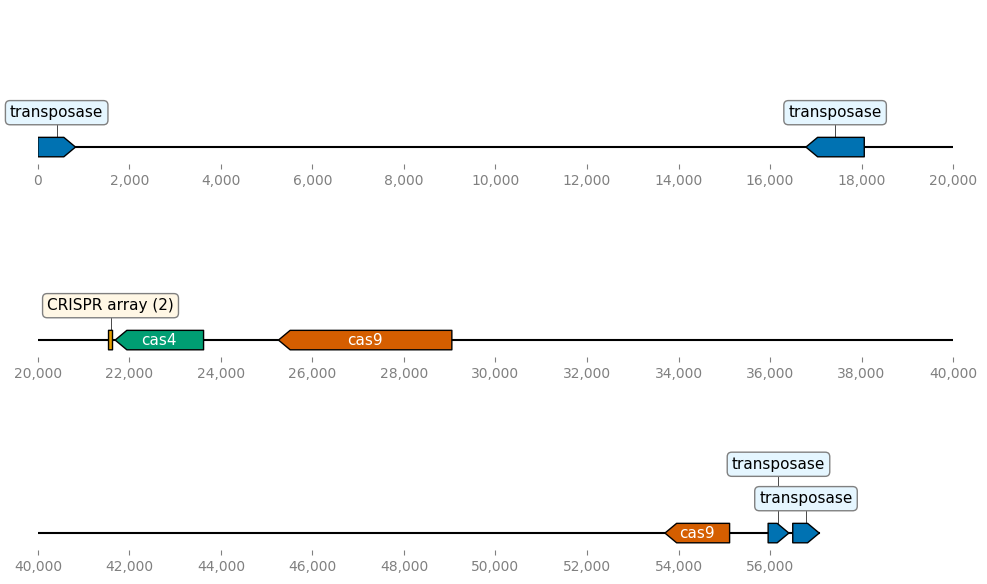 transposase transposase
0 2,000 4,000 6,000 8,000 10,000 12,000 14,000 16,000 18,000 20,000
CRISPR array (2)
cas4 cas9
20,000 22,000 24,000 26,000 28,000 30,000 32,000 34,000 36,000 38,000 40,000
transposase
transposase
cas9
40,000 42,000 44,000 46,000 48,000 50,000 52,000 54,000 56,000